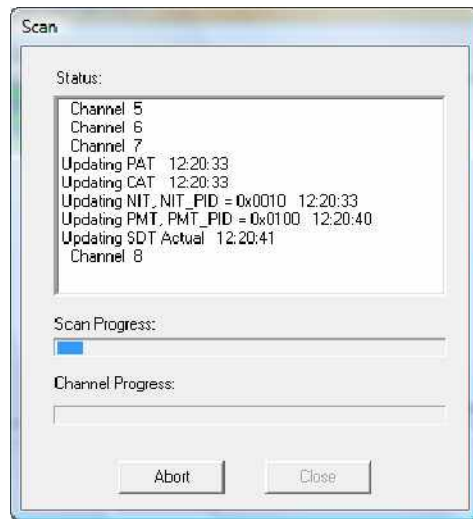 Scan
Status:
Channel 5
Channel 6
Channel 7
Updating PAT 12:20:33
Updating CAT 12:20:33
Updating NIT, NIT_PID = 0x0010 12:20:33
Updating PMT, PMT_PID = 0x0100 12:20:40
Updating SDT Actual 12:20:41
Channel 8
Scan Progress:
Channel Progress:
Abort Close